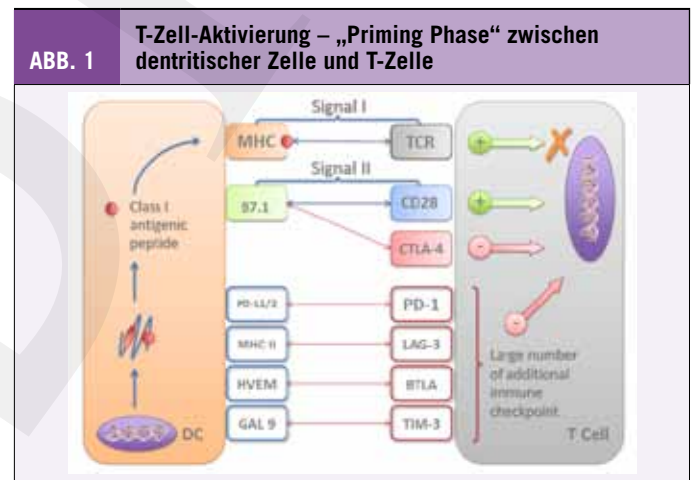 ABB. 1
T-Zell-Aktivierung – „Priming Phase“ zwischen
dentritischer Zelle und T-Zelle
Signal I
MHC
TCR
Signal II
Class I
antigenic
peptide
B7.1
CD28
CTLA-4
PD-L1/2
PD-1
MHC II
LAG-3
HVEM
BTLA
GAL 9
TIM-3
Large number
of additional
immune
checkpoint
DC
T Cell